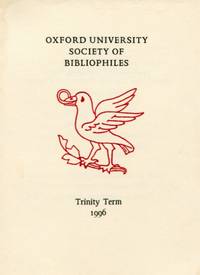 OXFORD UNIVERSITY
SOCIETY OF
BIBLIOPHILES
Trinity Term
1996